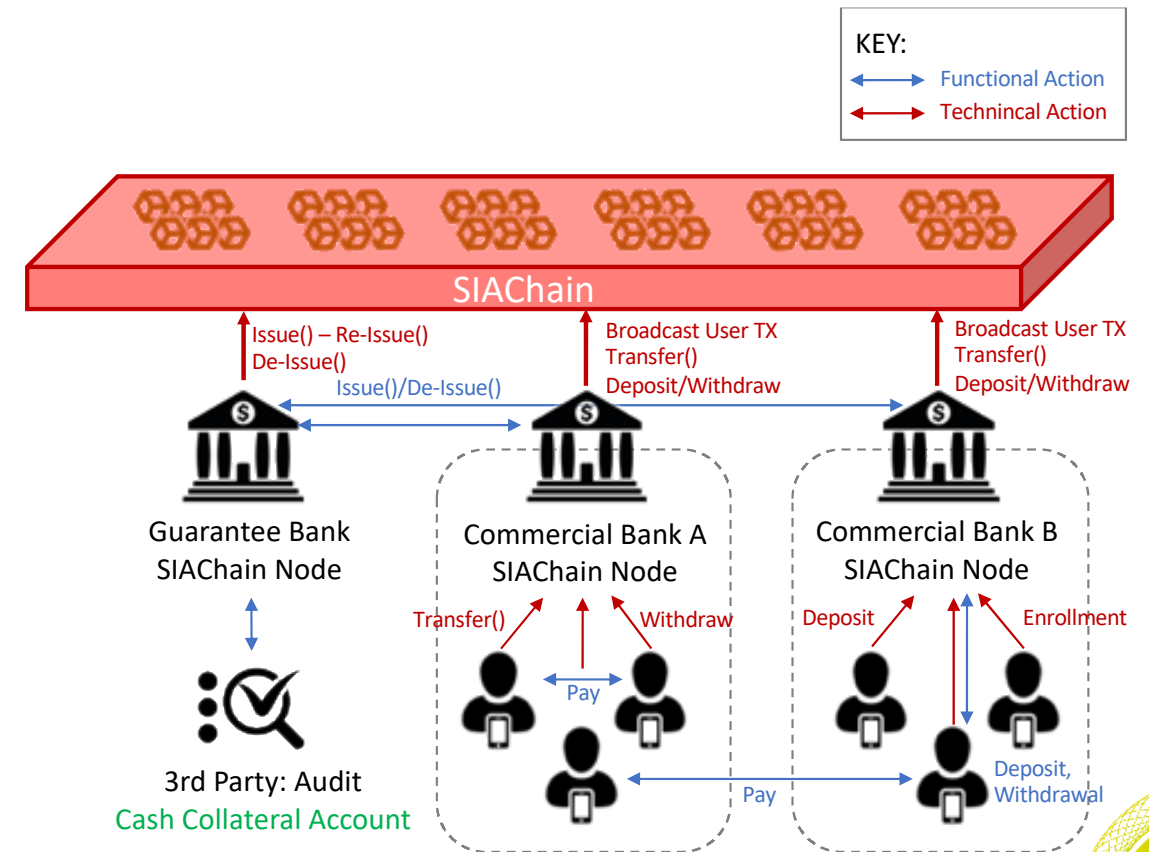 KEY:
Functional Action
Technincal Action
SIAChain
Issue() – Re-Issue()
De-Issue()
Broadcast User TX
Transfer()
Deposit/Withdraw
Broadcast User TX
Transfer()
Deposit/Withdraw
Issue()/De-Issue()
Guarantee Bank
SIAChain Node
Commercial Bank A
SIAChain Node
Commercial Bank B
SIAChain Node
Transfer()
Withdraw
Deposit
Enrollment
Pay
3rd Party: Audit
Cash Collateral Account
Pay
Deposit,
Withdrawal